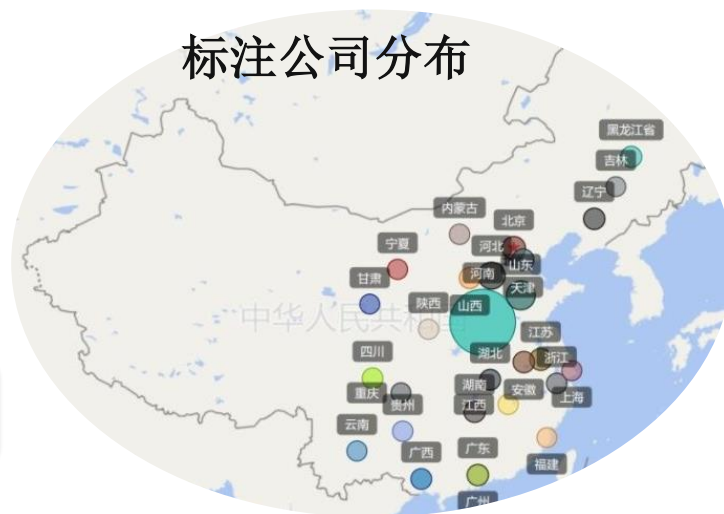 标注公司分布
黑龙江省
吉林
辽宁
内蒙古
北京
宁夏
河北
山东
河南
甘肃
天津
陕西
山西
中华人民共和国
江苏
四川
湖北
浙江
湖南
安徽
重庆
上海
贵州
江西
云南
广西
广东
福建
广州